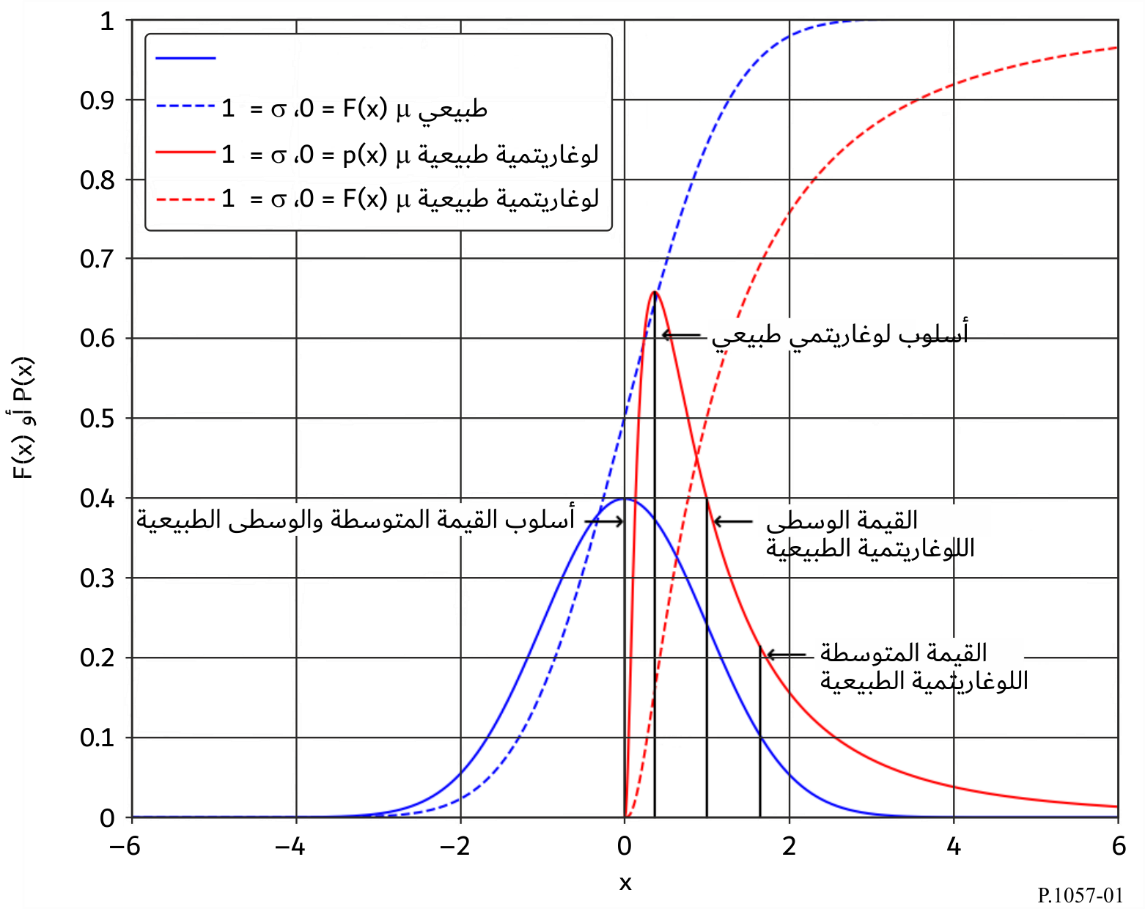 طبيعي F(x) μ = 0، σ = 1
لوغاريتمية طبيعية p(x) μ = 0، σ = 1
لوغاريتمية طبيعية F(x) μ = 0، σ = 1
1
0.9
0.8
0.7
0.6
0.5
0.4
0.3
0.2
0.1
0
F(x) أو P(x)
أسلوب لوغاريتمي طبيعي
أسلوب القيمة المتوسطة والوسطى الطبيعية
القيمة الوسطى
اللوغاريتمية الطبيعية
القيمة المتوسطة
اللوغاريتمية الطبيعية
−6 −4 −2 0 2 4 6
x
P.1057-01